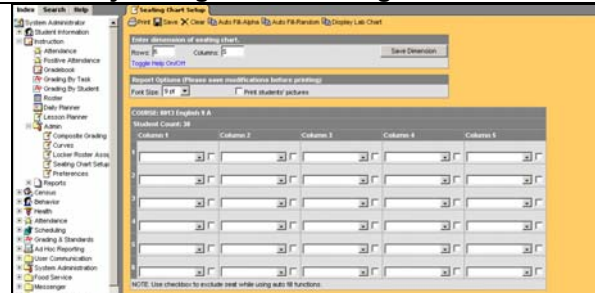 Index Search Help
System Administrator
Student Information
Instruction
Attendance
Positive Attendance
Gradebook
Grading By Task
Grading By Student
Roster
Daily Planner
Lesson Planner
Admin
Composite Grading
Curves
Locker Roster Assig
Seating Chart Setup
Preferences
Reports
Census
Behavior
Health
Attendance
Scheduling
Grading & Standards
Ad Hoc Reporting
User Communication
System Administration
Food Service
Messenger
Seating Chart Setup
Print Save Clear Auto Fill-Alpha Auto Fill-Random Display Lab Chart
Enter dimension of seating chart.
Rows: 6 Columns: 5 Save Dimension
Toggle Help On/Off
Report Options (Please save modifications before printing)
Font Size: 9 pt Print students' pictures
COURSE: 0013 English 9 A
Student Count: 30
Column 1 Column 2 Column 3 Column 4 Column 5
1
2
3
4
5
6
NOTE: Use checkbox to exclude seat while using auto fill functions.